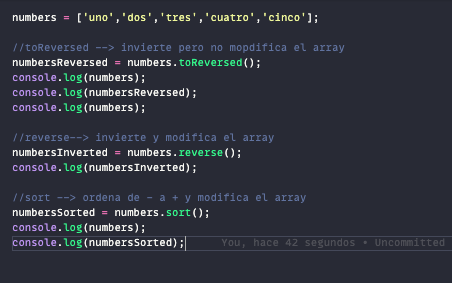 numbers = ['uno','dos','tres','cuatro','cinco'];
//toReversed --> invierte pero no mopdifica el array
numbersReversed = numbers.toReversed();
console.log(numbers);
console.log(numbersReversed);
console.log(numbers);
//reverse--> invierte y modifica el array
numbersInverted = numbers.reverse();
console.log(numbersInverted);
//sort --> ordena de - a + y modifica el array
numbersSorted = numbers.sort();
console.log(numbers);
console.log(numbersSorted); You, hace 42 segundos • Uncommitted